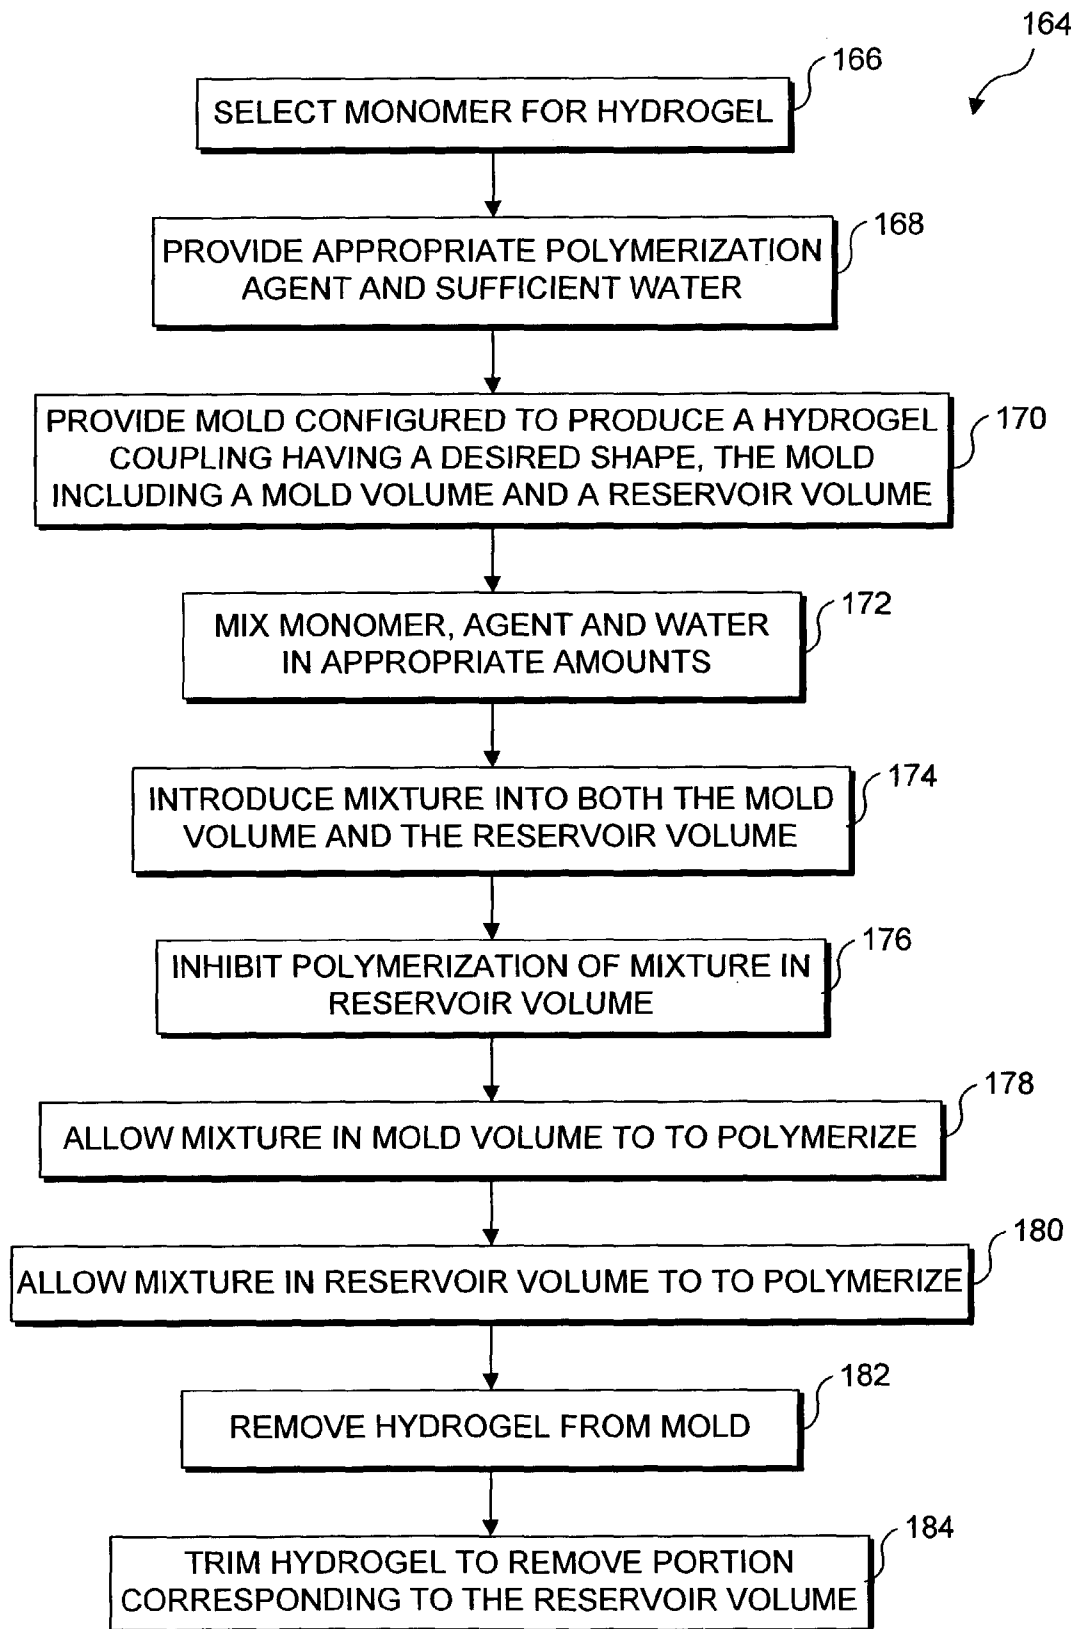 164
166
SELECT MONOMER FOR HYDROGEL
168
PROVIDE APPROPRIATE POLYMERIZATION
AGENT AND SUFFICIENT WATER
170
PROVIDE MOLD CONFIGURED TO PRODUCE A HYDROGEL
COUPLING HAVING A DESIRED SHAPE, THE MOLD
INCLUDING A MOLD VOLUME AND A RESERVOIR VOLUME
172
MIX MONOMER, AGENT AND WATER
IN APPROPRIATE AMOUNTS
174
INTRODUCE MIXTURE INTO BOTH THE MOLD
VOLUME AND THE RESERVOIR VOLUME
176
INHIBIT POLYMERIZATION OF MIXTURE IN
RESERVOIR VOLUME
178
ALLOW MIXTURE IN MOLD VOLUME TO TO POLYMERIZE
180
ALLOW MIXTURE IN RESERVOIR VOLUME TO TO POLYMERIZE
182
REMOVE HYDROGEL FROM MOLD
184
TRIM HYDROGEL TO REMOVE PORTION
CORRESPONDING TO THE RESERVOIR VOLUME